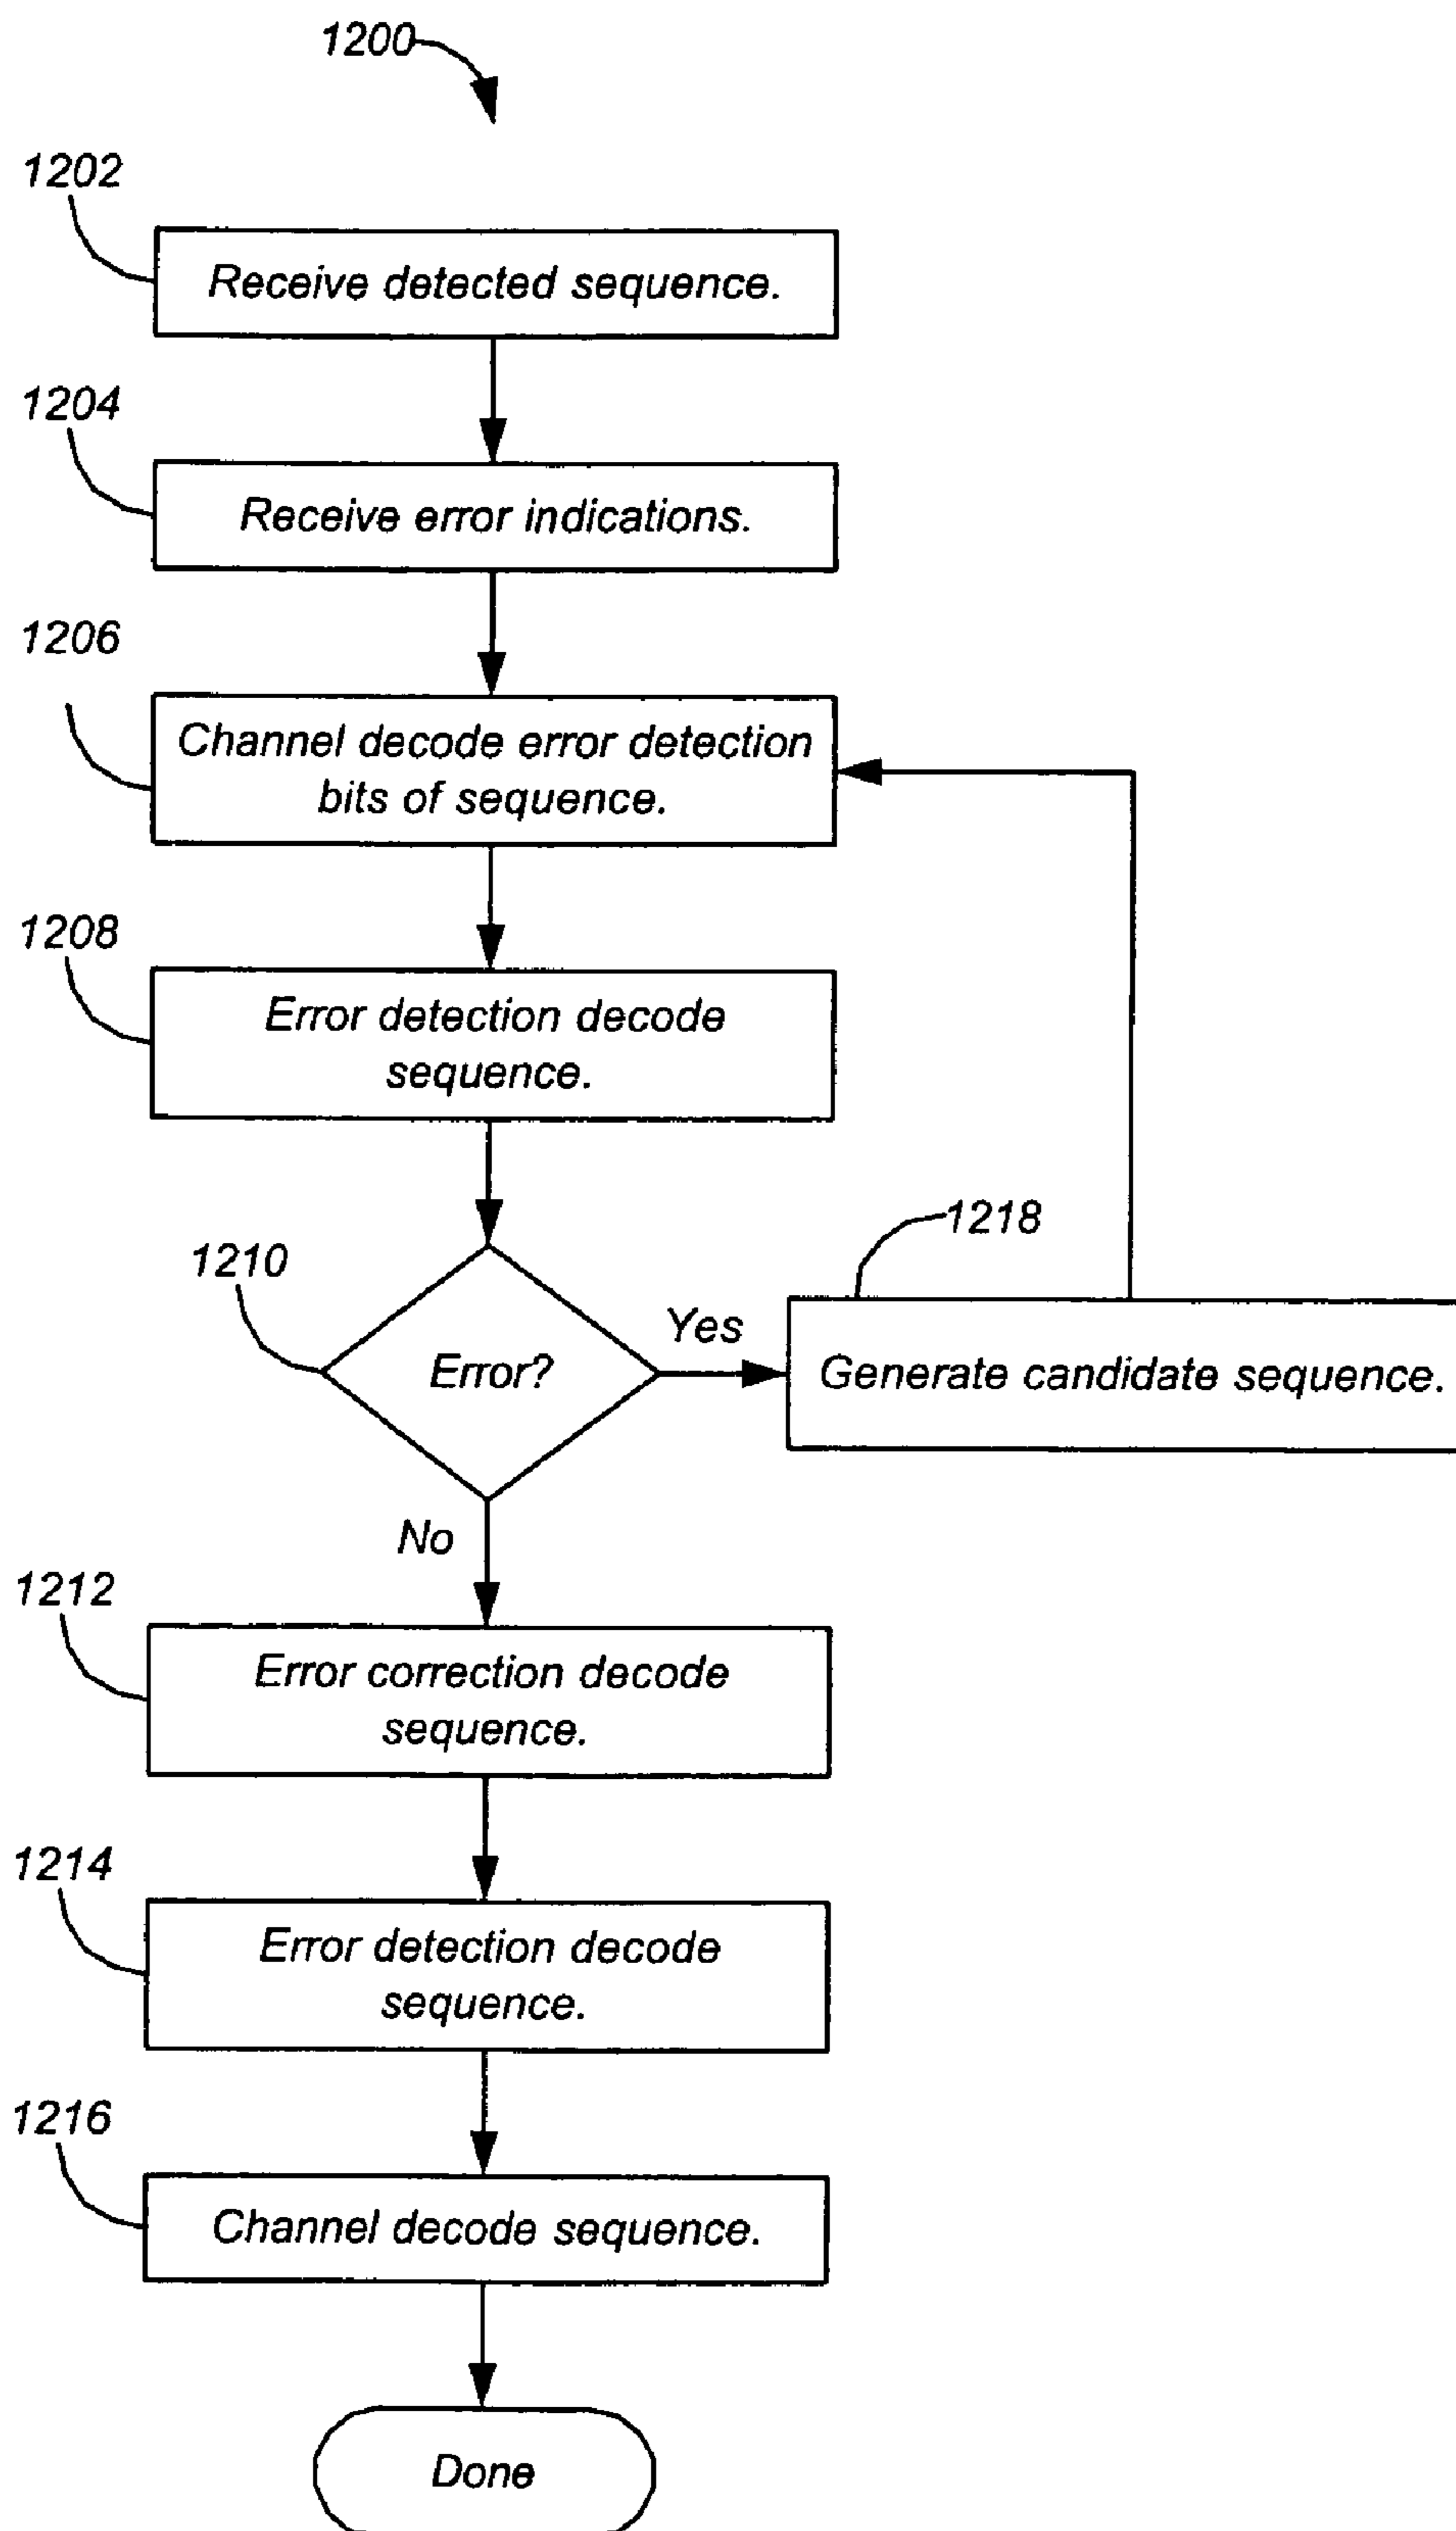 1200
1202
Receive detected sequence.
1204
Receive error indications.
1206
Channel decode error detection
bits of sequence.
1208
Error detection decode
sequence.
1210
Error?
Yes
1218
Generate candidate sequence.
No
1212
Error correction decode
sequence.
1214
Error detection decode
sequence.
1216
Channel decode sequence.
Done